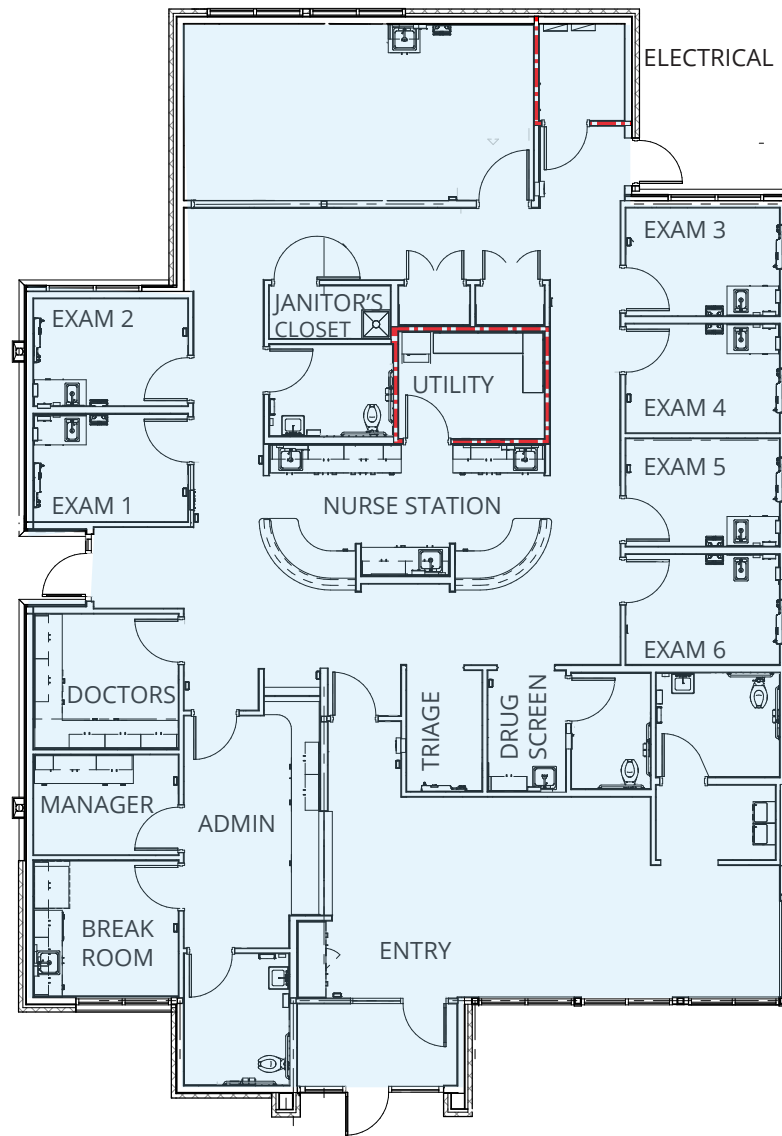 ELECTRICAL
EXAM 3
JANITOR'S
CLOSET
EXAM 2
UTILITY
EXAM 4
EXAM 5
EXAM 1
NURSE STATION
EXAM 6
DOCTORS
TRIAGE
DRUG
SCREEN
MANAGER
ADMIN
BREAK
ROOM
ENTRY